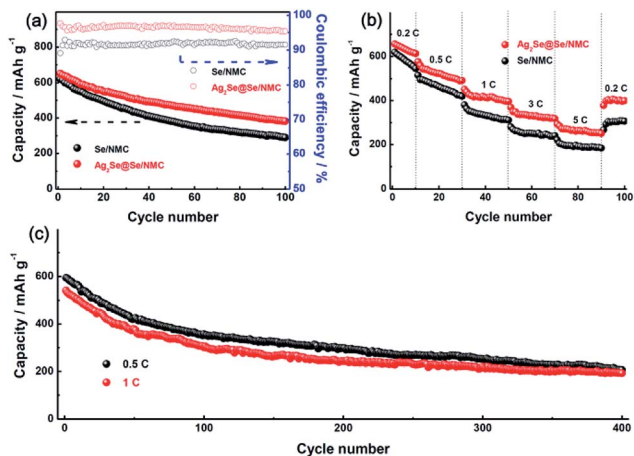 (a)
Capacity / mAh g⁻¹
800
600
400
200
0
0 20 40 60 80 100
Cycle number
100
90
80
70
60
50
Coulombic efficiency / %
Se/NMC
Ag₂Se@Se/NMC
Se/NMC
Ag₂Se@Se/NMC
(b)
Capacity / mAh g⁻¹
600
400
200
0
0 20 40 60 80 100
Cycle number
0.2 C
0.5 C
1 C
3 C
5 C
0.2 C
Ag₂Se@Se/NMC
Se/NMC
(c)
Capacity / mAh g⁻¹
800
600
400
200
0
0 100 200 300 400
Cycle number
0.5 C
1 C